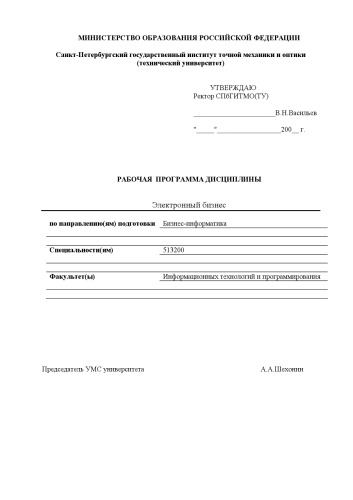 МИНИСТЕРСТВО ОБРАЗОВАНИЯ РОССИЙСКОЙ ФЕДЕРАЦИИ
Санкт-Петербургский государственный институт точной механики и оптики
(технический университет)
УТВЕРЖДАЮ
Ректор СПбГИТМО(ТУ)
_______________________В.Н.Васильев
"_____"__________________200__ г.
РАБОЧАЯ ПРОГРАММА ДИСЦИПЛИНЫ
Электронный бизнес
по направлению(ям) подготовки Бизнес-информатика
Специальности(ям) 513200
Факультет(ы) Информационных технологий и программирования
Председатель УМС университета А.А.Шехонин